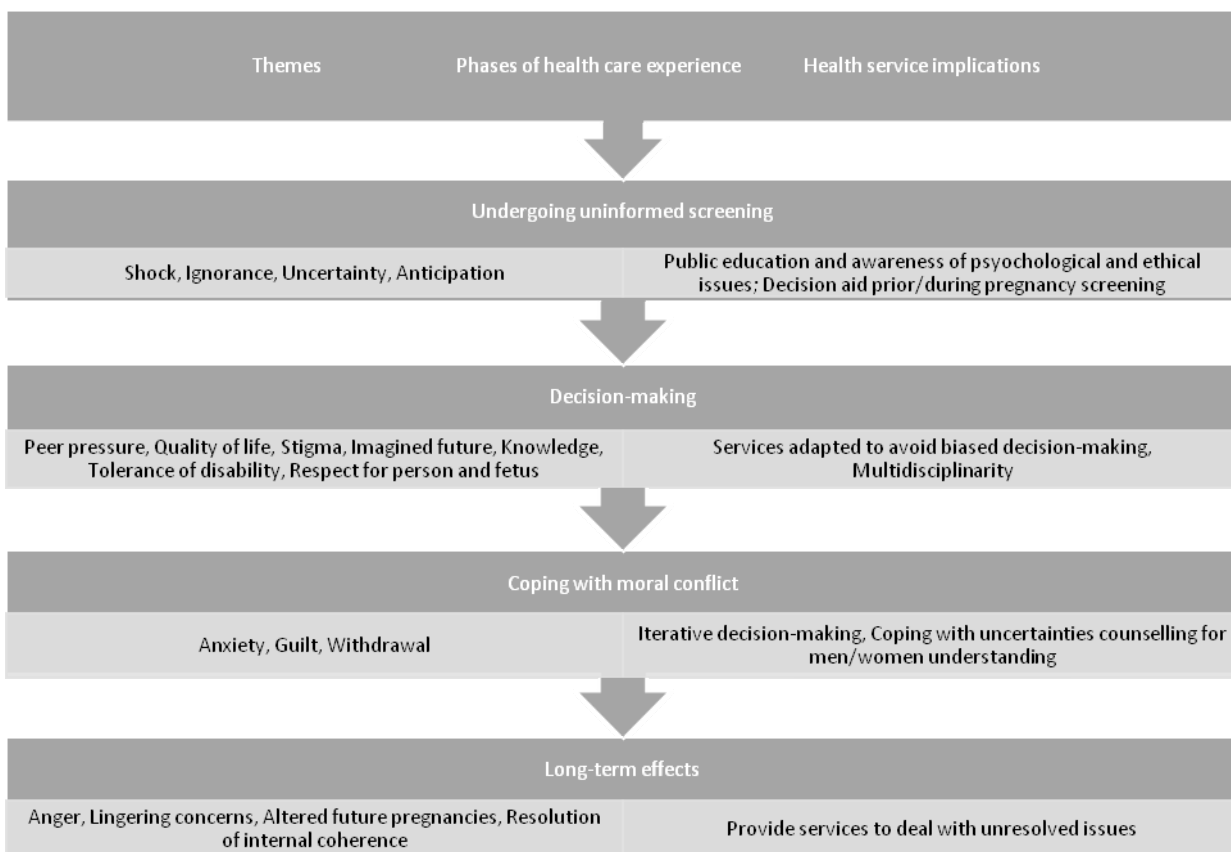 Themes Phases of health care experience Health service implications
Undergoing uninformed screening
Shock, Ignorance, Uncertainty, Anticipation
Public education and awareness of psyochological and ethical
issues; Decision aid prior/during pregnancy screening
Decision-making
Peer pressure, Quality of life, Stigma, Imagined future, Knowledge,
Tolerance of disability, Respect for person and fetus
Services adapted to avoid biased decision-making,
Multidisciplinarity
Coping with moral conflict
Anxiety, Guilt, Withdrawal
Iterative decision-making, Coping with uncertainties counselling for
men/women understanding
Long-term effects
Anger, Lingering concerns, Altered future pregnancies, Resolution
of internal coherence
Provide services to deal with unresolved issues